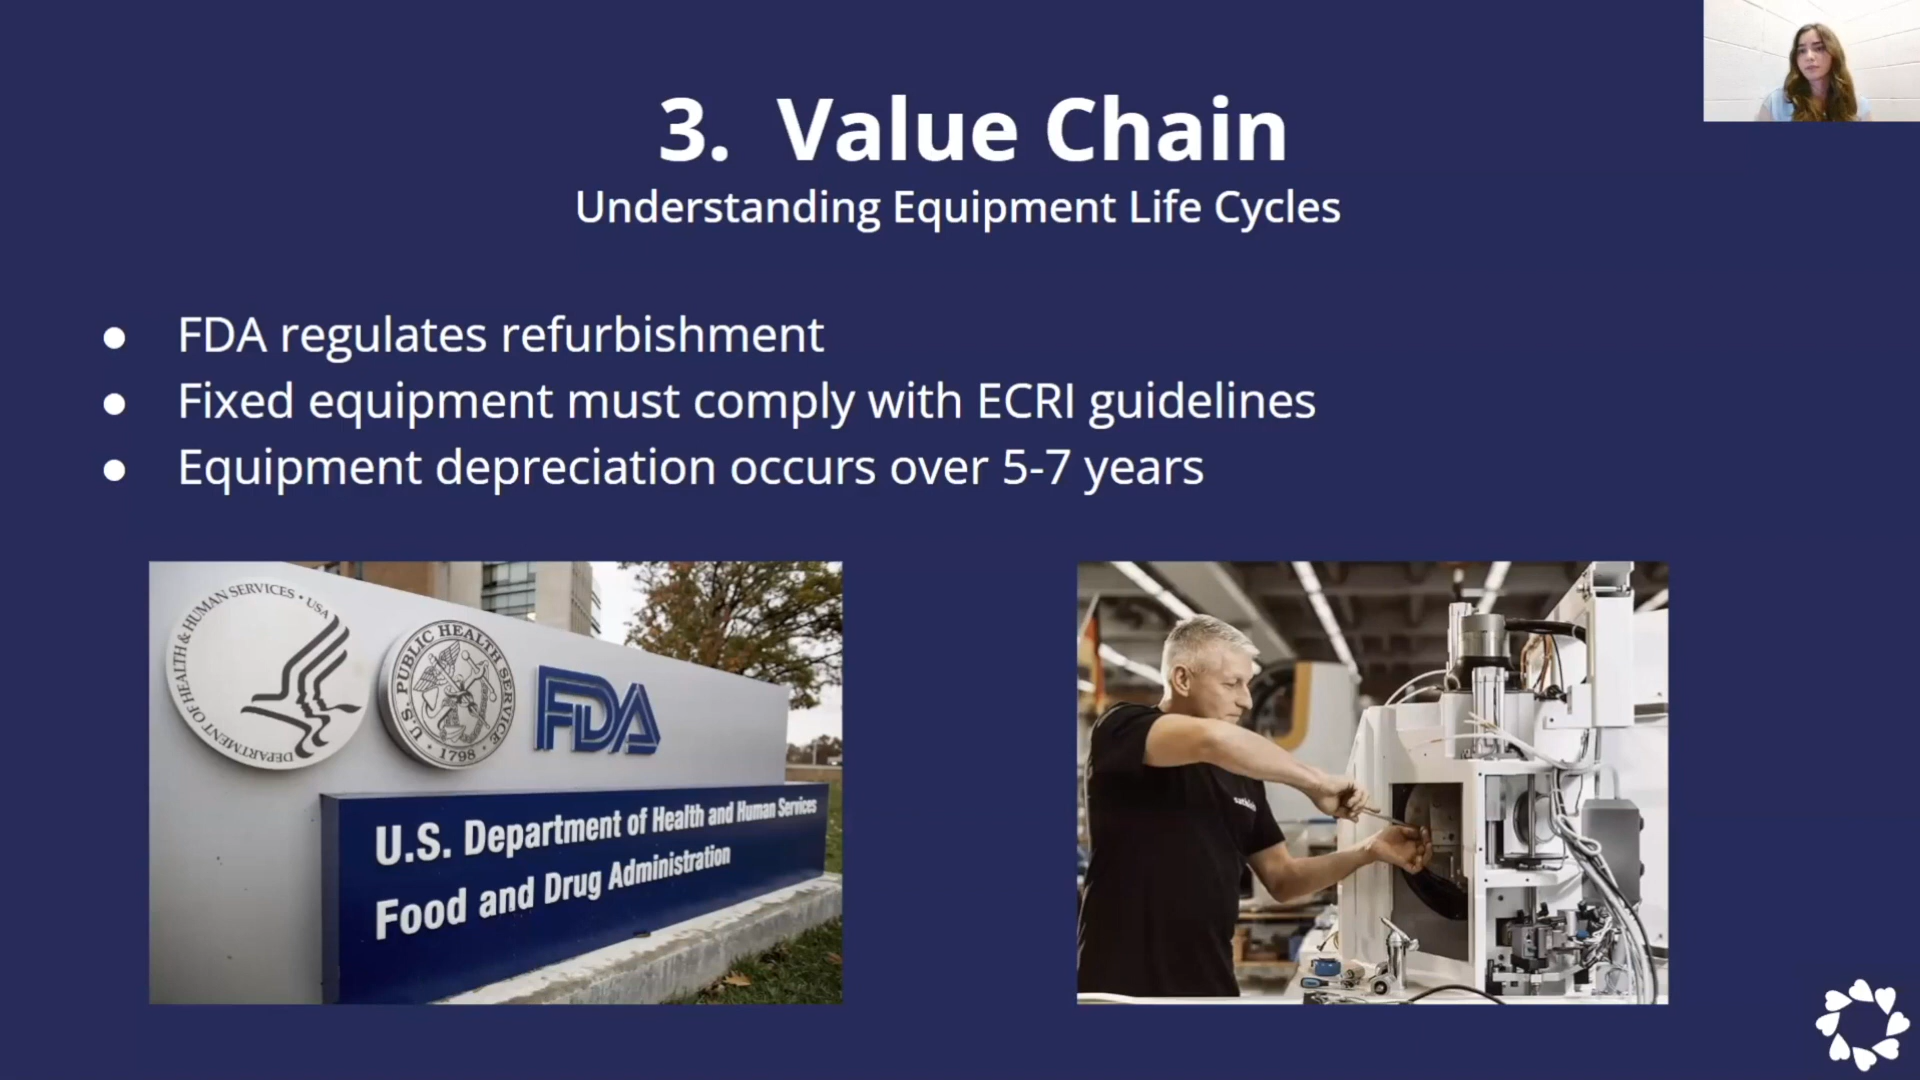 3. Value Chain
Understanding Equipment Life Cycles
● FDA regulates refurbishment
● Fixed equipment must comply with ECRI guidelines
● Equipment depreciation occurs over 5-7 years
DEPARTMENT OF HEALTH & HUMAN SERVICES • USA
U.S. PUBLIC HEALTH SERVICE
• 1798 •
FDA
U.S. Department of Health and Human Services
Food and Drug Administration